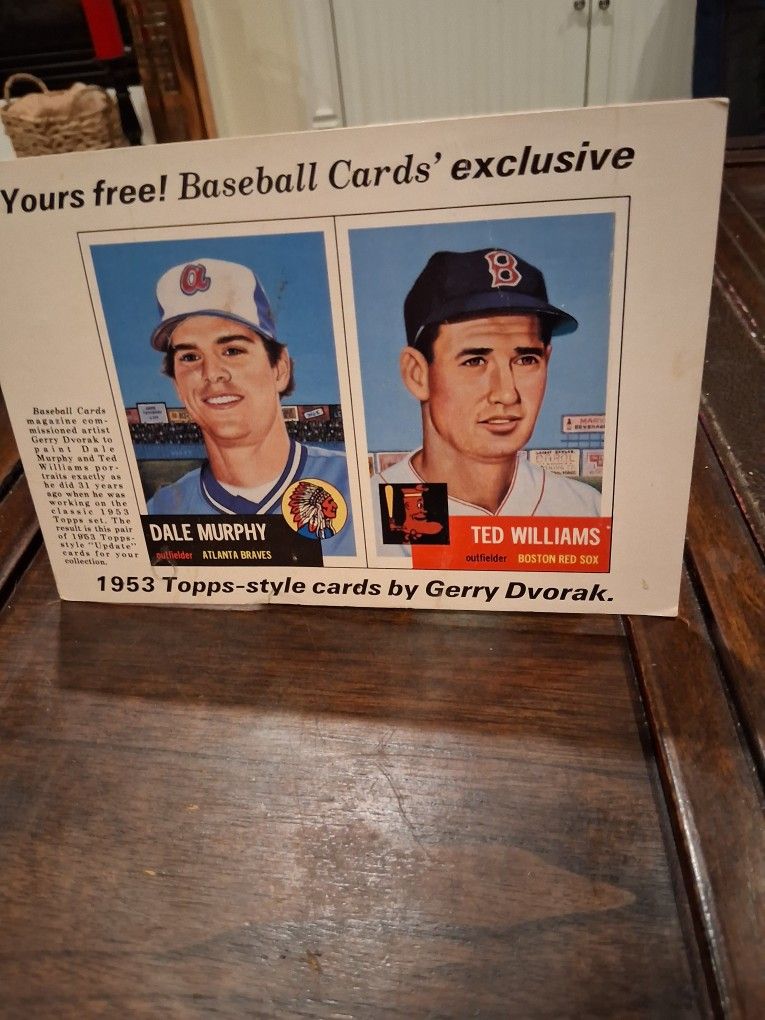 Yours free! Baseball Cards' exclusive
Baseball Cards
magazine com-
missioned artist
Gerry Dvorak to
paint Dale
Murphy and Ted
Williams por-
traits exactly as
he did 31 years
ago when he was
working on the
classic 1953
Topps set. The
result is this pair
of 1953 Topps-
style "Update"
cards for your
collection.
a
DALE MURPHY
outfielder ATLANTA BRAVES
B
TED WILLIAMS
outfielder BOSTON RED SOX
1953 Topps-style cards by Gerry Dvorak.